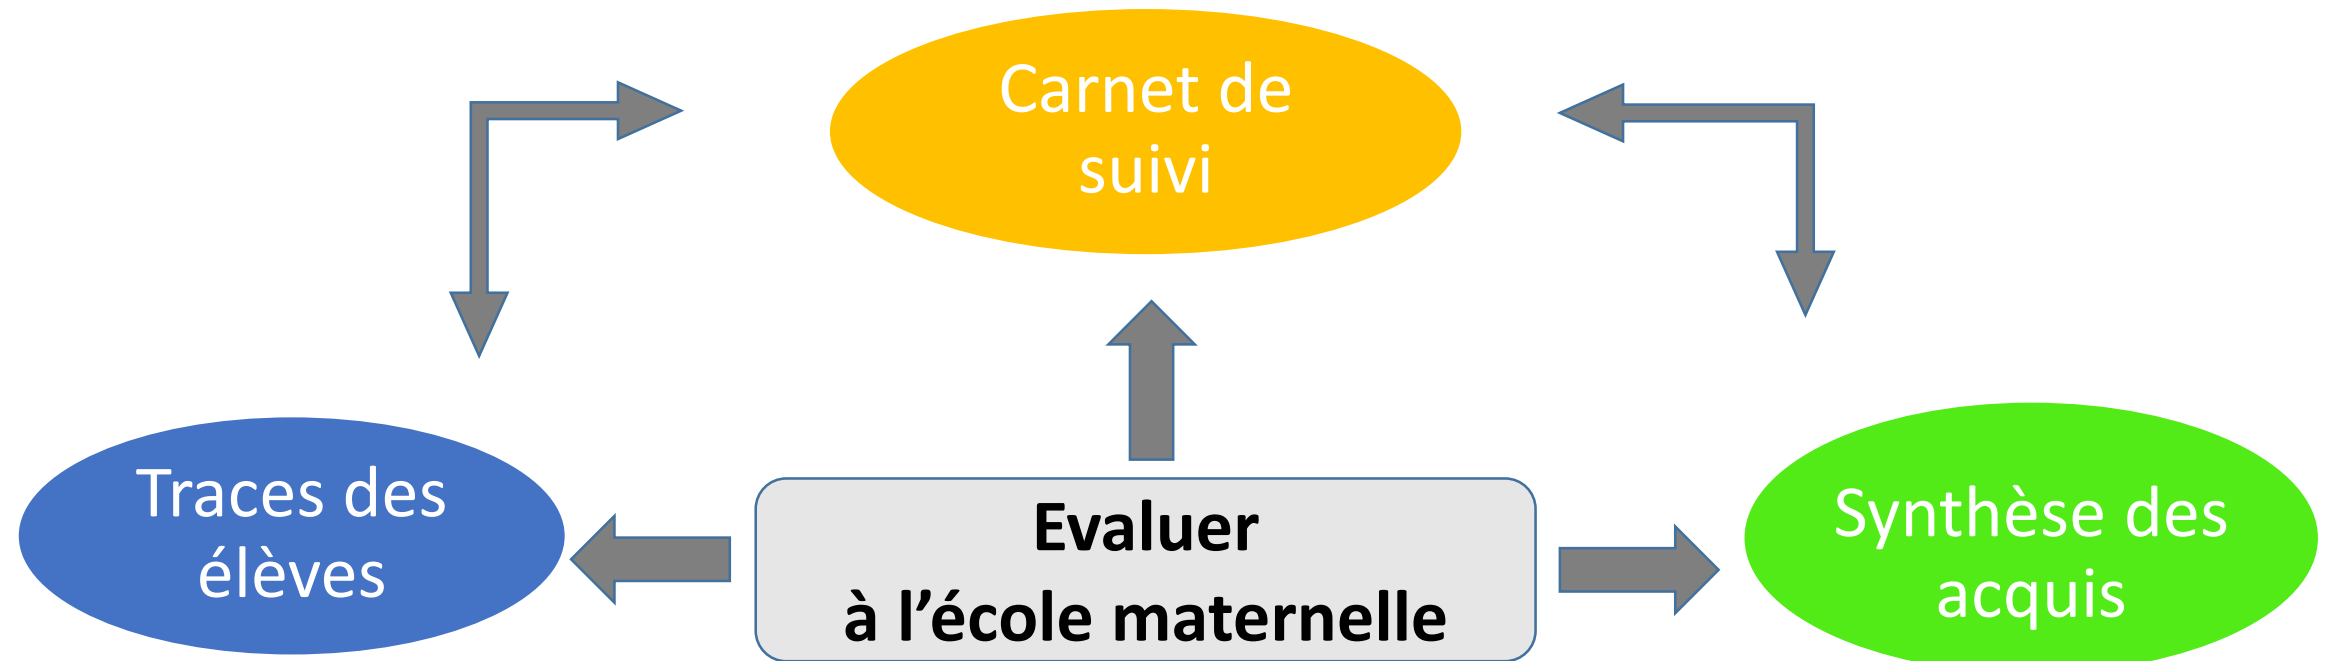 Carnet de
suivi
Traces des
élèves
Evaluer
à l’école maternelle
Synthèse des
acquis